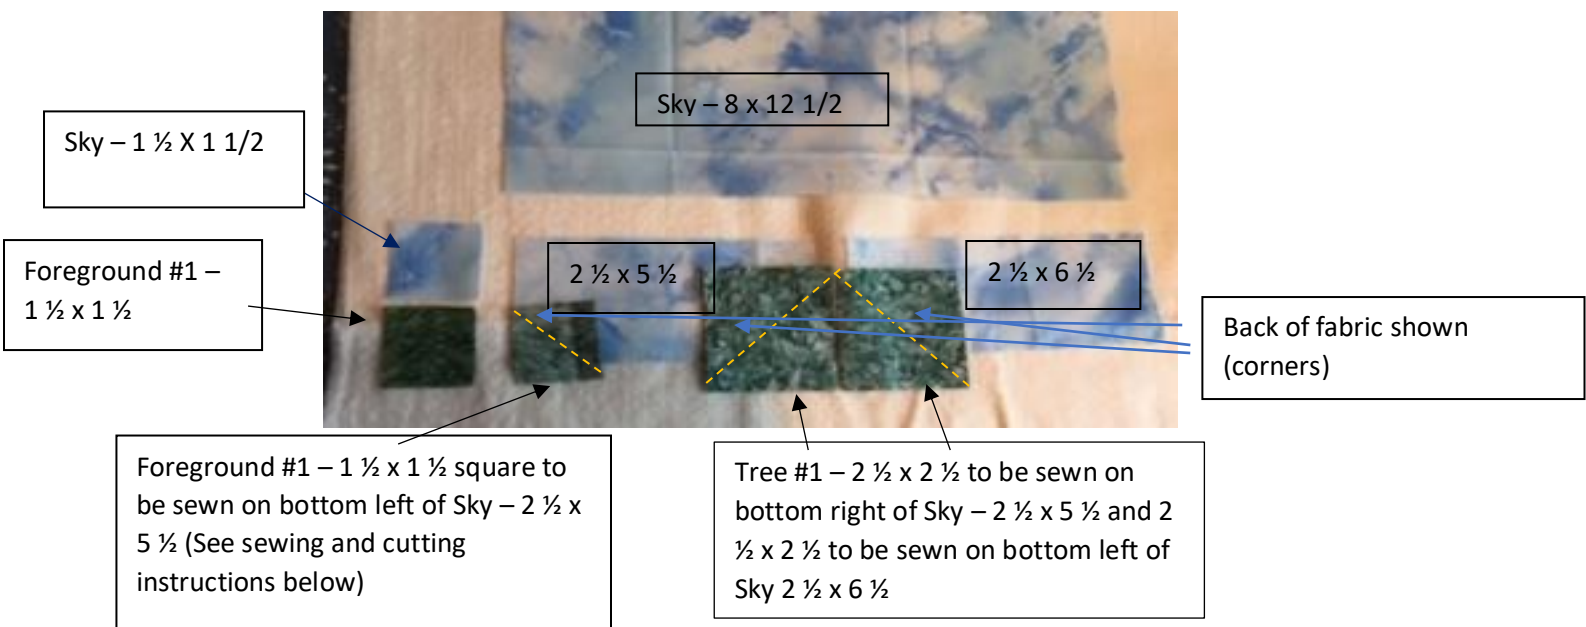 Sky – 8 x 12 1/2
Sky – 1 ½ X 1 1/2
Foreground #1 –
1 ½ x 1 ½
2 ½ x 5 ½
2 ½ x 6 ½
Back of fabric shown
(corners)
Foreground #1 – 1 ½ x 1 ½ square to
be sewn on bottom left of Sky – 2 ½ x
5 ½ (See sewing and cutting
instructions below)
Tree #1 – 2 ½ x 2 ½ to be sewn on
bottom right of Sky – 2 ½ x 5 ½ and 2
½ x 2 ½ to be sewn on bottom left of
Sky 2 ½ x 6 ½